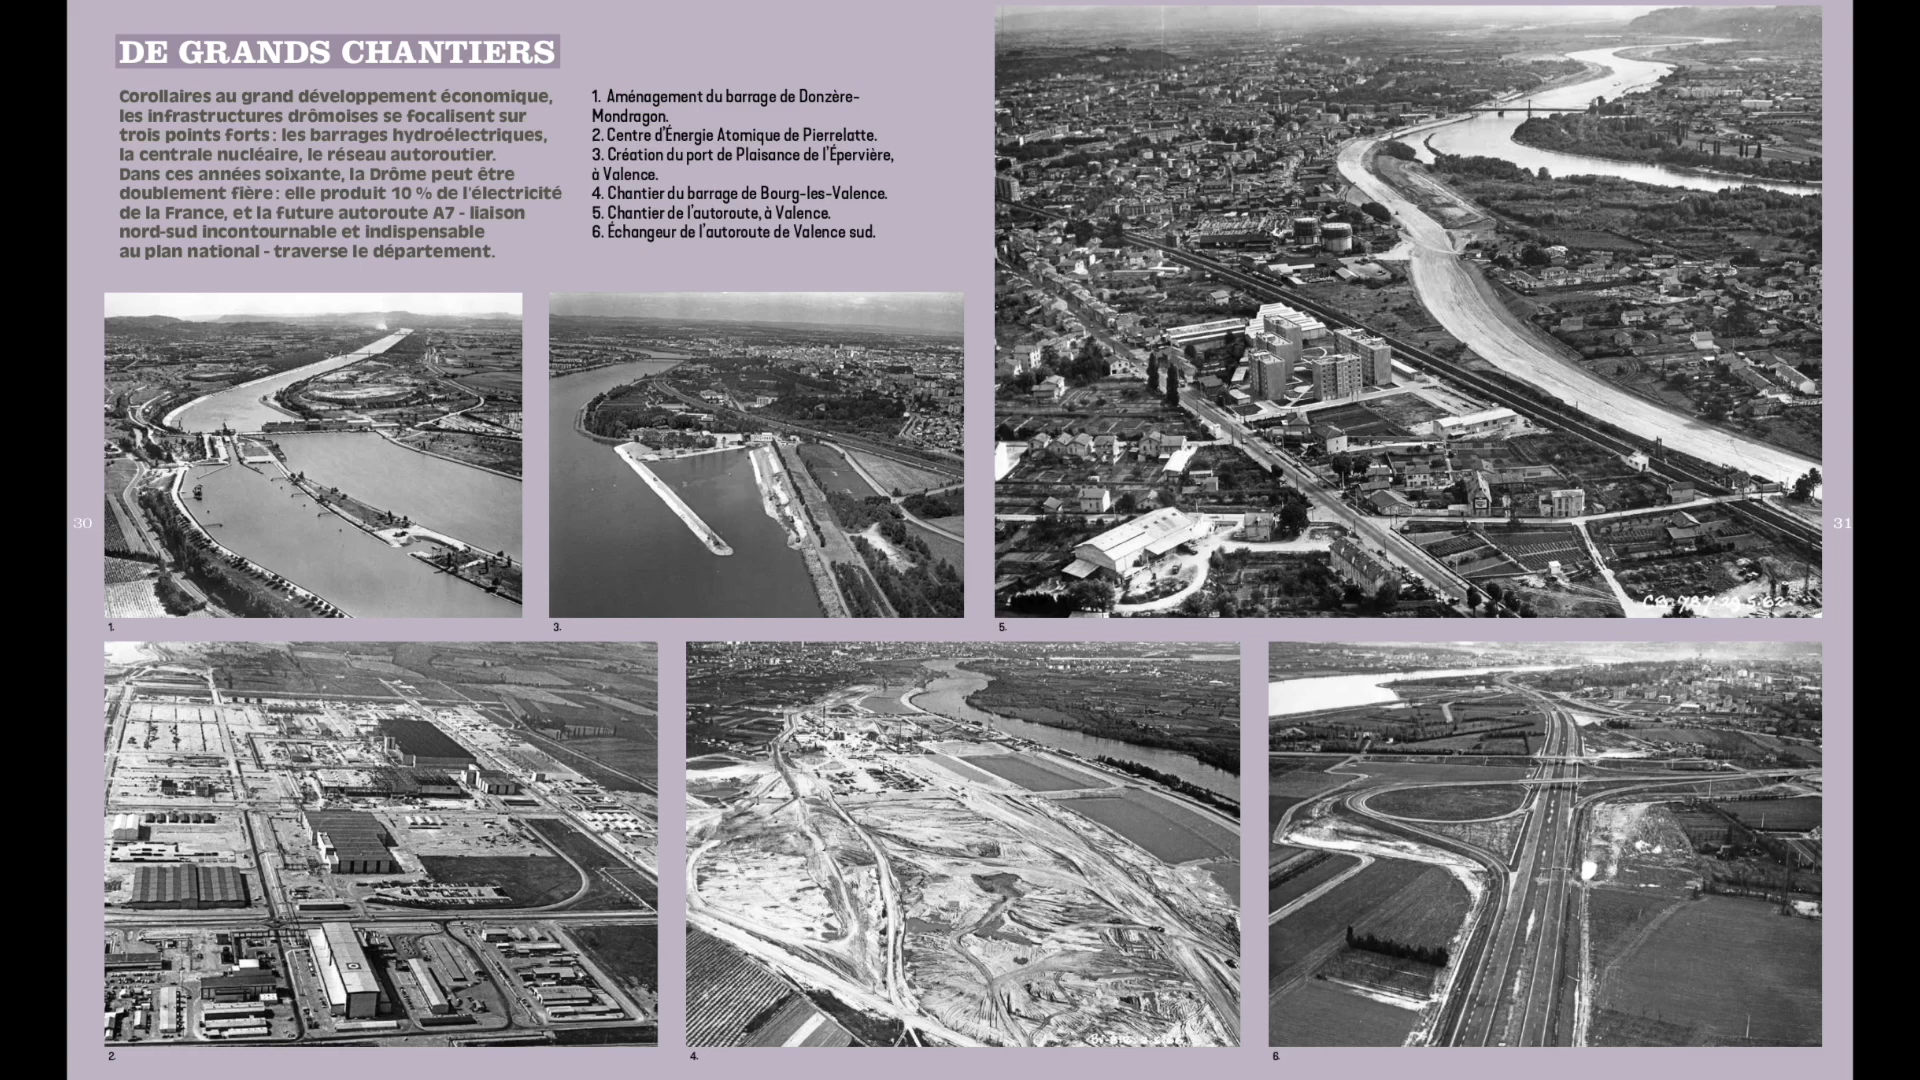 DE GRANDS CHANTIERS
Corollaires au grand développement économique,
les infrastructures drômoises se focalisent sur
trois points forts : les barrages hydroélectriques,
la centrale nucléaire, le réseau autoroutier.
Dans ces années soixante, la Drôme peut être
doublement fière : elle produit 10 % de l'électricité
de la France, et la future autoroute A7 - liaison
nord-sud incontournable et indispensable
au plan national - traverse le département.
1. Aménagement du barrage de Donzère-
Mondragon.
2. Centre d'Énergie Atomique de Pierrelatte.
3. Création du port de Plaisance de l'Épervière,
à Valence.
4. Chantier du barrage de Bourg-les-Valence.
5. Chantier de l'autoroute, à Valence.
6. Échangeur de l'autoroute de Valence sud.
30
31
1.
3.
5.
2.
4.
6.